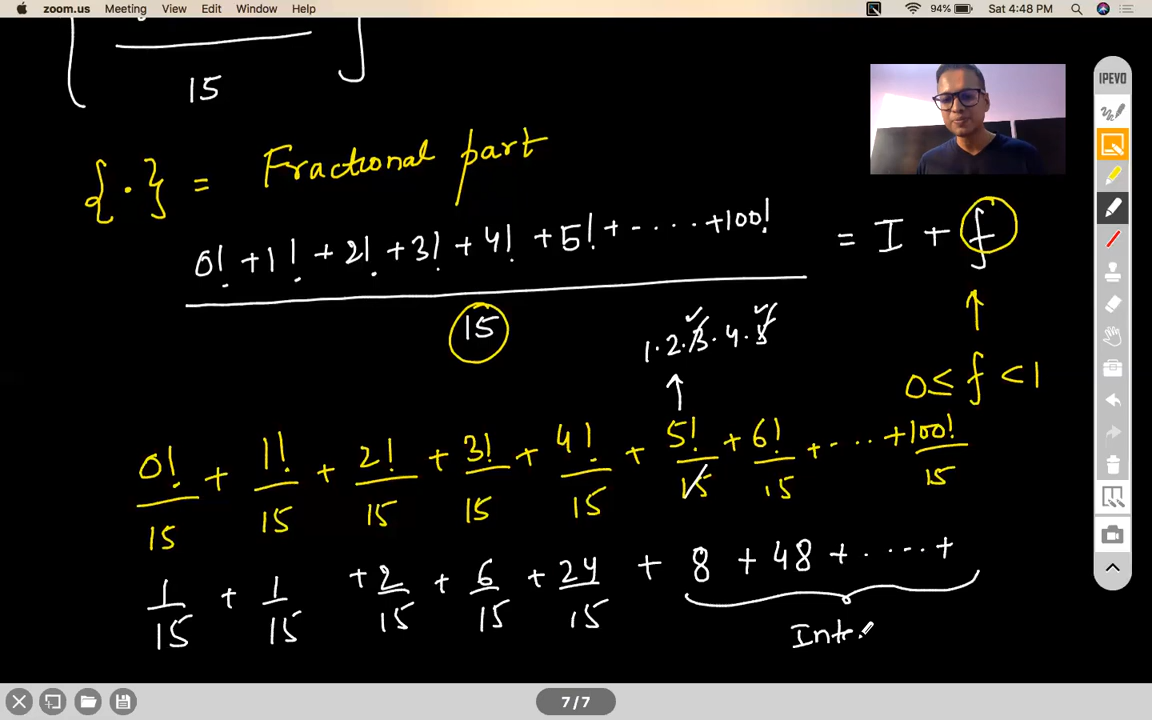 zoom.us Meeting View Edit Window Help 94% Sat 4:48 PM
IPEVO
15
{·} = Fractional part
0! + 1! + 2! + 3! + 4! + 5! + ····· + 100! = I + f
15
1·2·3·4·5
0 ≤ f < 1
0! + 1! + 2! + 3! + 4! + 5! + 6! + ····· + 100!
15 15 15 15 15 15 15 15
1 + 1 + 2 + 6 + 24 + 8 + 48 + ····· +
15 15 15 15 15
Inte
7/7